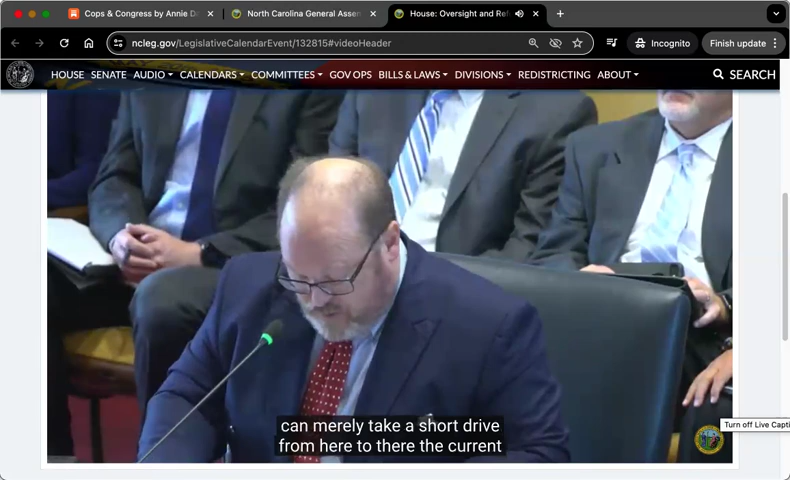 Cops & Congress by Annie Di
North Carolina General Assem
House: Oversight and Ref
ncleg.gov/LegislativeCalendarEvent/132815#videoHeader
Incognito
Finish update
HOUSE SENATE AUDIO CALENDARS COMMITTEES GOV OPS BILLS & LAWS DIVISIONS REDISTRICTING ABOUT SEARCH
can merely take a short drive
from here to there the current
Turn off Live Capti